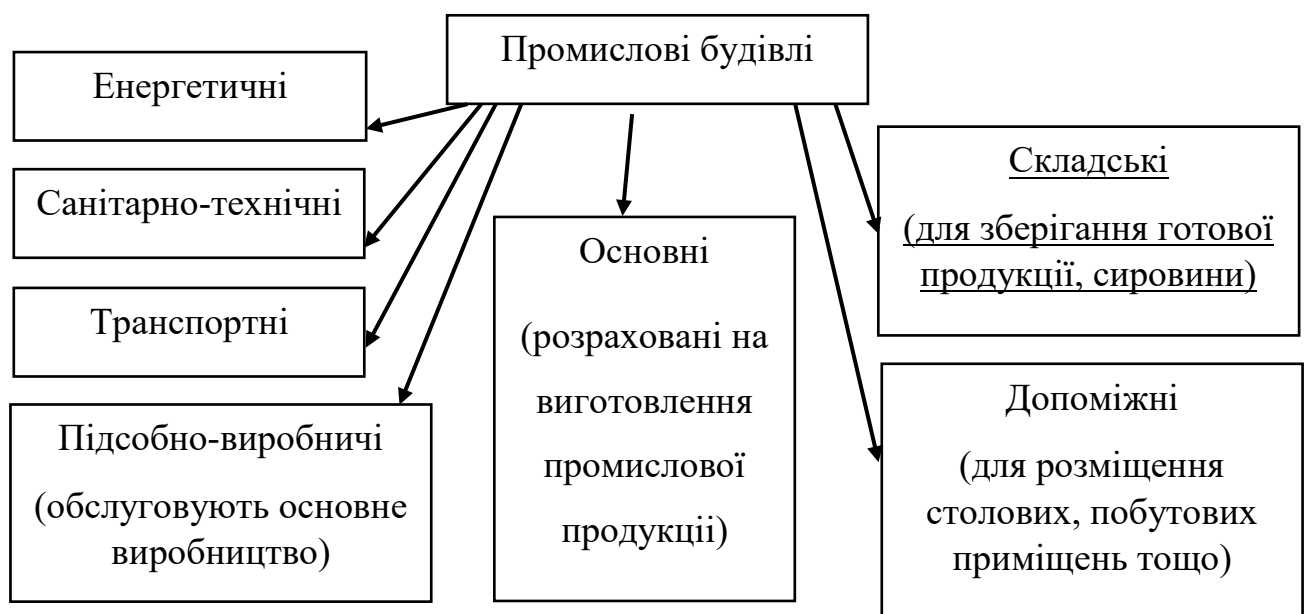 Промислові будівлі
Енергетичні
Санітарно-технічні
Транспортні
Підсобно-виробничі
(обслуговують основне
виробництво)
Основні
(розраховані на
виготовлення
промислової
продукціі)
Складські
(для зберігання готової
продукції, сировини)
Допоміжні
(для розміщення
столових, побутових
приміщень тощо)